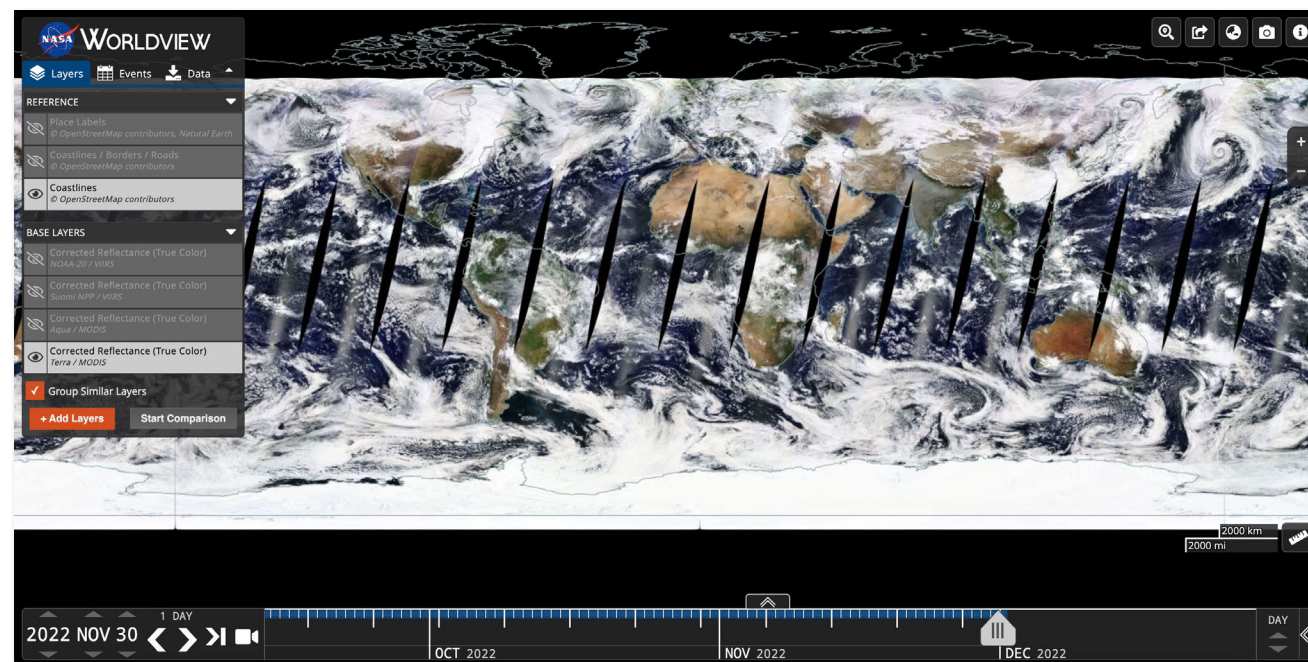 NASA WORLDVIEW
Layers Events Data
REFERENCE
Place Labels
© OpenStreetMap contributors, Natural Earth
Coastlines / Borders / Roads
© OpenStreetMap contributors
Coastlines
© OpenStreetMap contributors
BASE LAYERS
Corrected Reflectance (True Color)
NOAA-20 / VIIRS
Corrected Reflectance (True Color)
Suomi NPP / VIIRS
Corrected Reflectance (True Color)
Aqua / MODIS
Corrected Reflectance (True Color)
Terra / MODIS
Group Similar Layers
+ Add Layers Start Comparison
2000 km
2000 mi
1 DAY
2022 NOV 30
OCT 2022 NOV 2022 DEC 2022
DAY